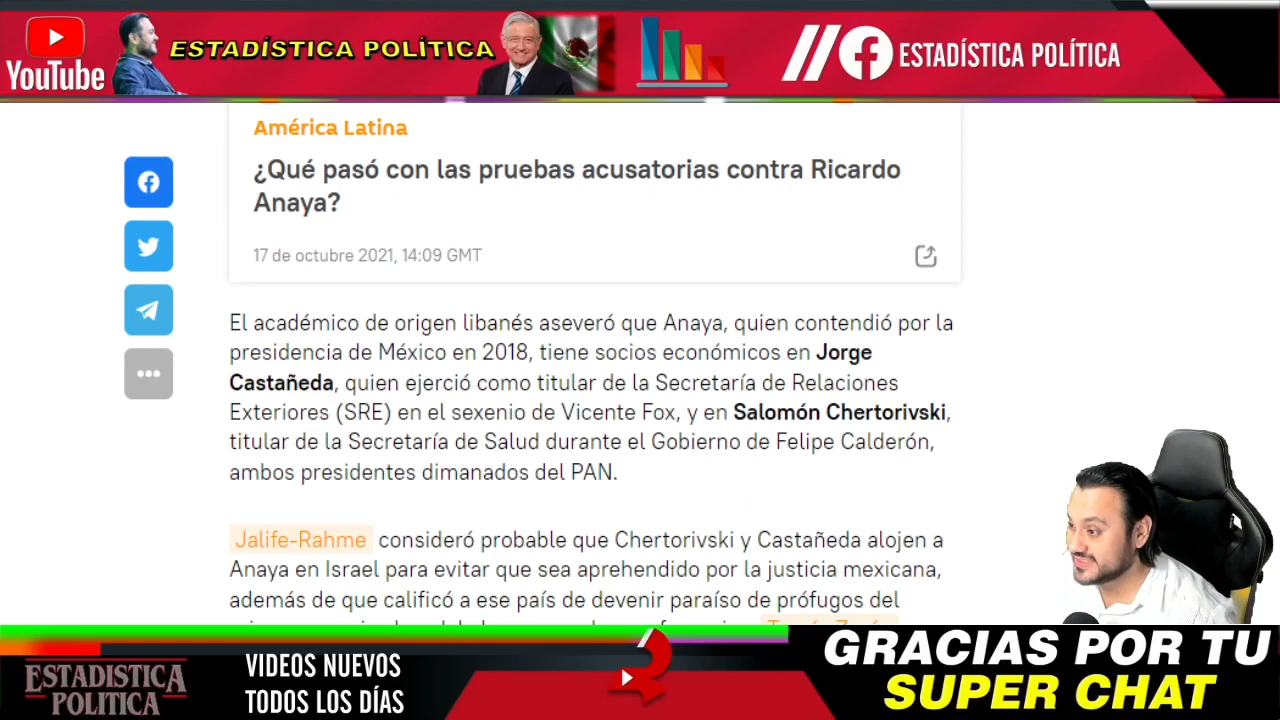 YouTube
ESTADÍSTICA POLÍTICA
ESTADÍSTICA POLÍTICA
América Latina
¿Qué pasó con las pruebas acusatorias contra Ricardo
Anaya?
17 de octubre 2021, 14:09 GMT
El académico de origen libanés aseveró que Anaya, quien contendió por la
presidencia de México en 2018, tiene socios económicos en Jorge
Castañeda, quien ejerció como titular de la Secretaría de Relaciones
Exteriores (SRE) en el sexenio de Vicente Fox, y en Salomón Chertorivski,
titular de la Secretaría de Salud durante el Gobierno de Felipe Calderón,
ambos presidentes dimanados del PAN.
Jalife-Rahme consideró probable que Chertorivski y Castañeda alojen a
Anaya en Israel para evitar que sea aprehendido por la justicia mexicana,
además de que calificó a ese país de devenir paraíso de prófugos del
ESTADISTICA
POLÍTICA
VIDEOS NUEVOS
TODOS LOS DÍAS
GRACIAS POR TU
SUPER CHAT